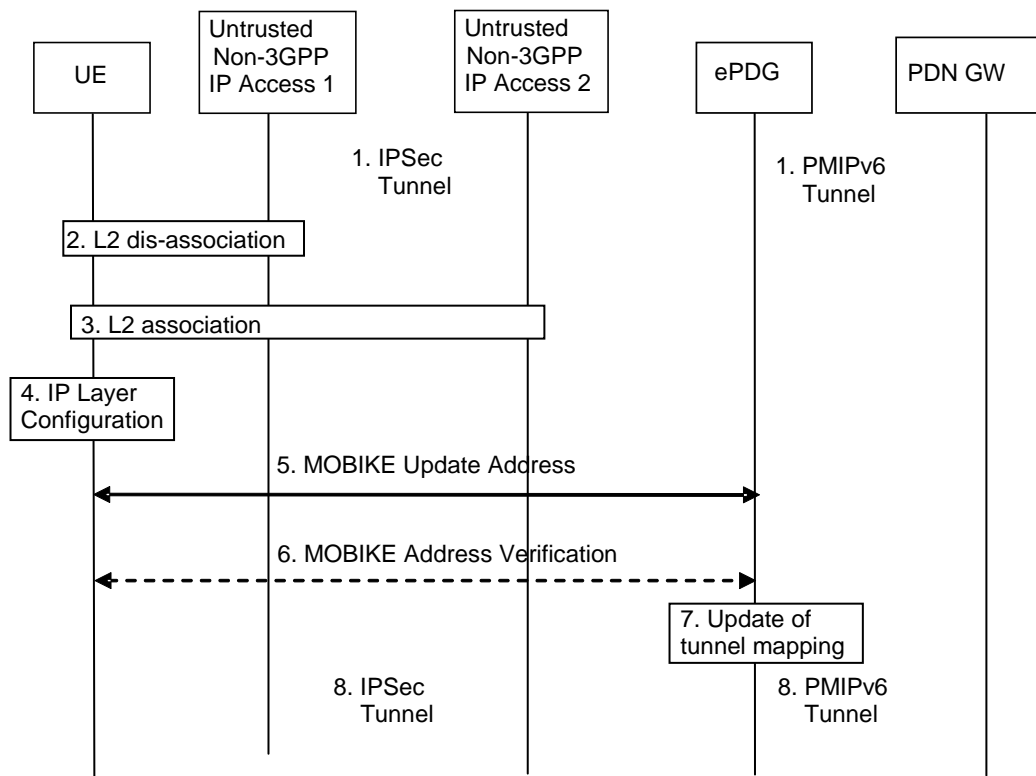 Untrusted
Non-3GPP
IP Access 1
Untrusted
Non-3GPP
IP Access 2
UE
ePDG
PDN GW
1. IPSec
Tunnel
1. PMIPv6
Tunnel
2. L2 dis-association
3. L2 association
4. IP Layer
Configuration
5. MOBIKE Update Address
6. MOBIKE Address Verification
7. Update of
tunnel mapping
8. IPSec
Tunnel
8. PMIPv6
Tunnel